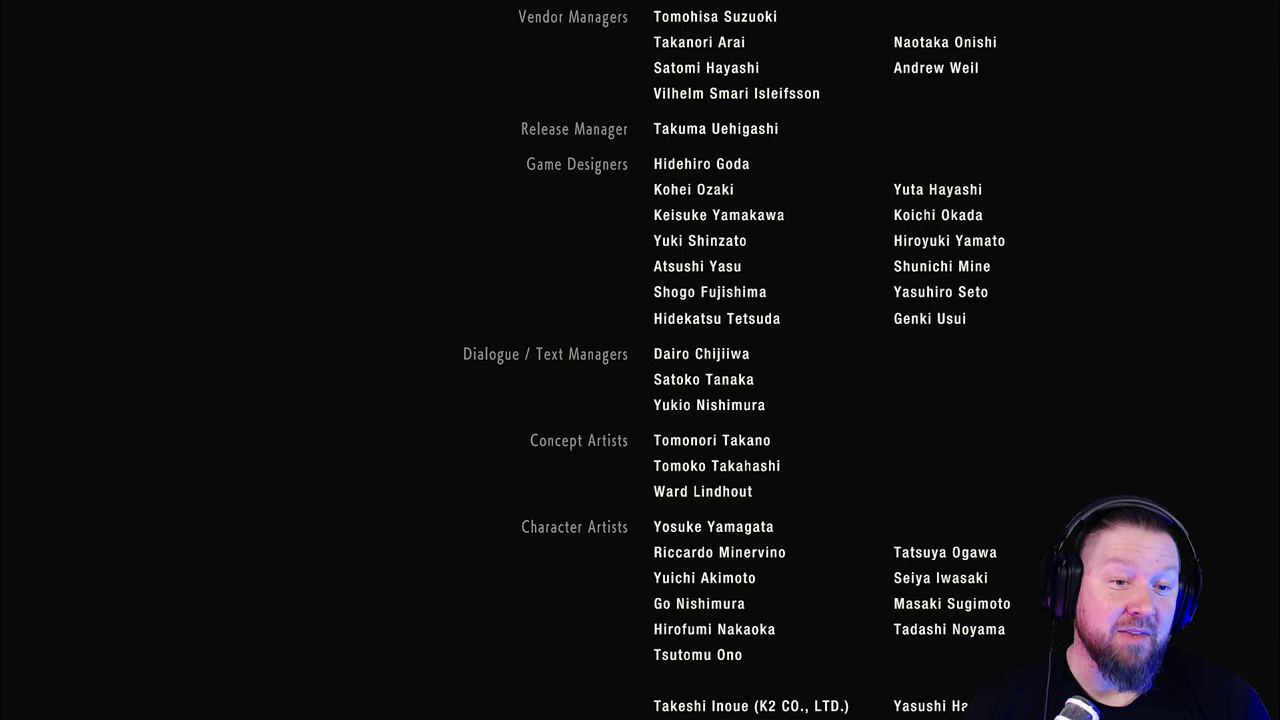 Vendor Managers Tomohisa Suzuoki
Takanori Arai Naotaka Onishi
Satomi Hayashi Andrew Weil
Vilhelm Smari Isleifsson
Release Manager Takuma Uehigashi
Game Designers Hidehiro Goda
Kohei Ozaki Yuta Hayashi
Keisuke Yamakawa Koichi Okada
Yuki Shinzato Hiroyuki Yamato
Atsushi Yasu Shunichi Mine
Shogo Fujishima Yasuhiro Seto
Hidekatsu Tetsuda Genki Usui
Dialogue / Text Managers Dairo Chijiiwa
Satoko Tanaka
Yukio Nishimura
Concept Artists Tomonori Takano
Tomoko Takahashi
Ward Lindhout
Character Artists Yosuke Yamagata
Riccardo Minervino Tatsuya Ogawa
Yuichi Akimoto Seiya Iwasaki
Go Nishimura Masaki Sugimoto
Hirofumi Nakaoka Tadashi Noyama
Tsutomu Ono
Takeshi Inoue (K2 CO., LTD.) Yasushi